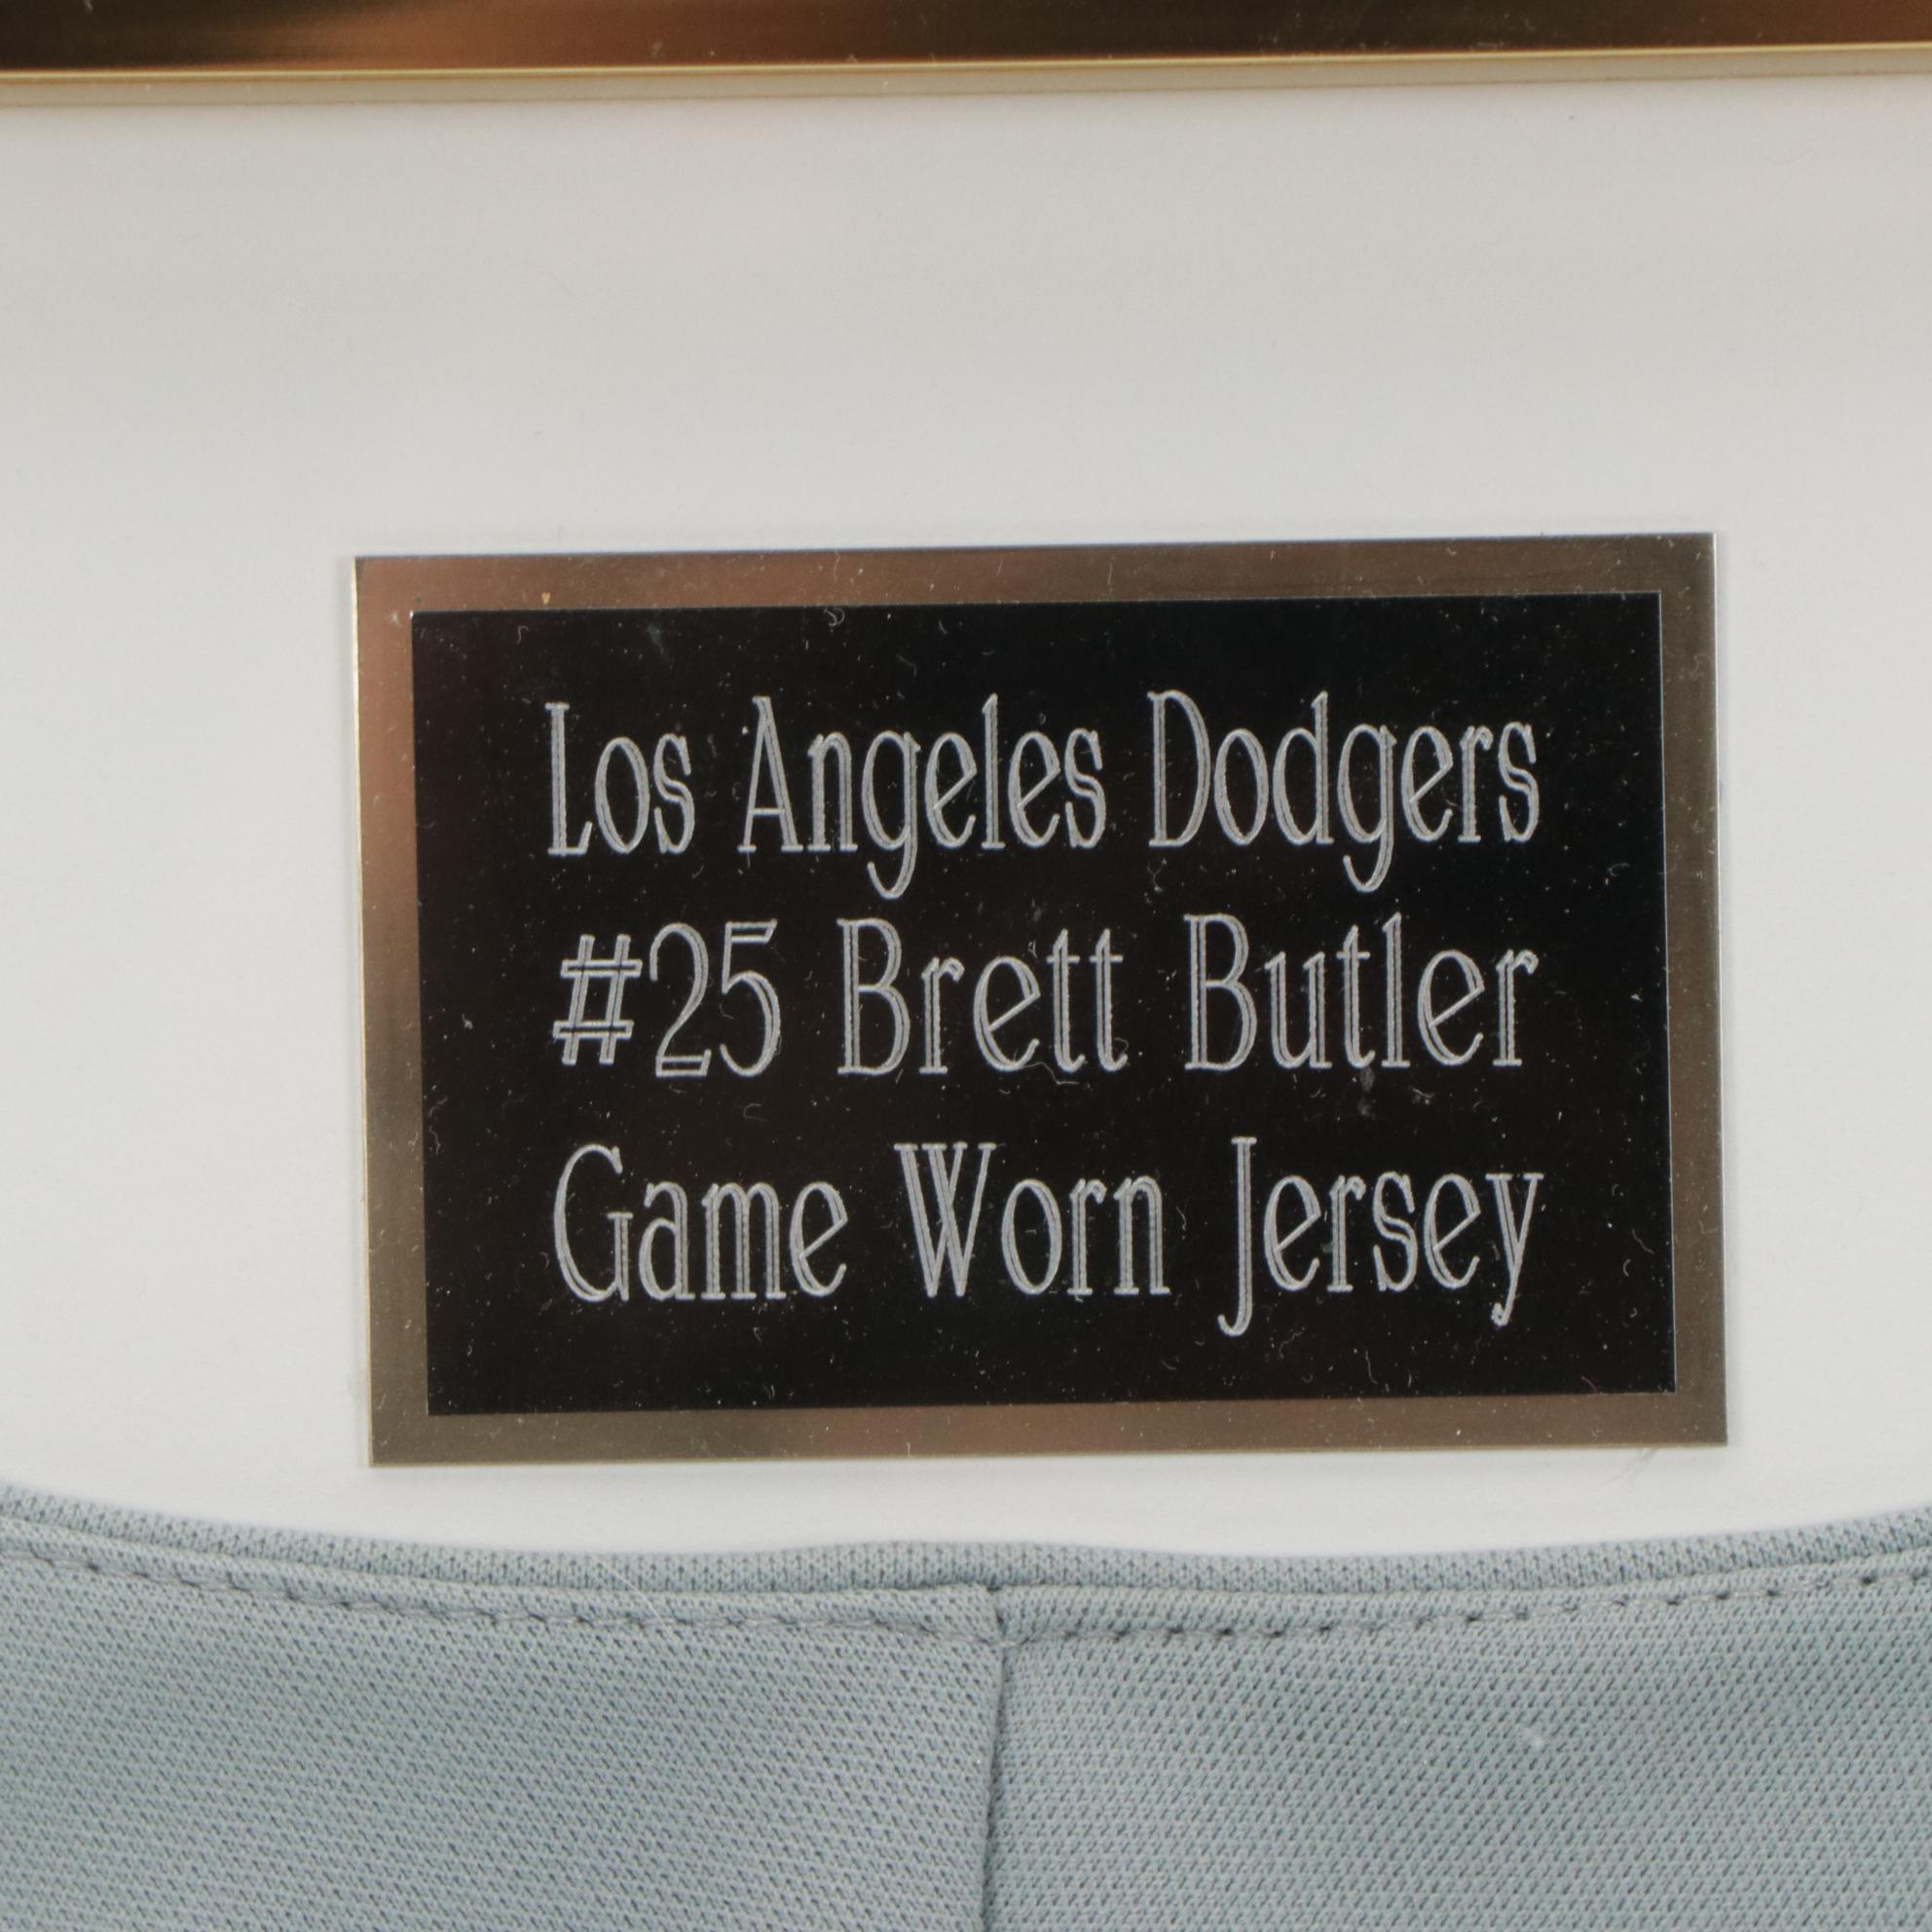 Los Angeles Dodgers
#25 Brett Butler
Game Worn Jersey